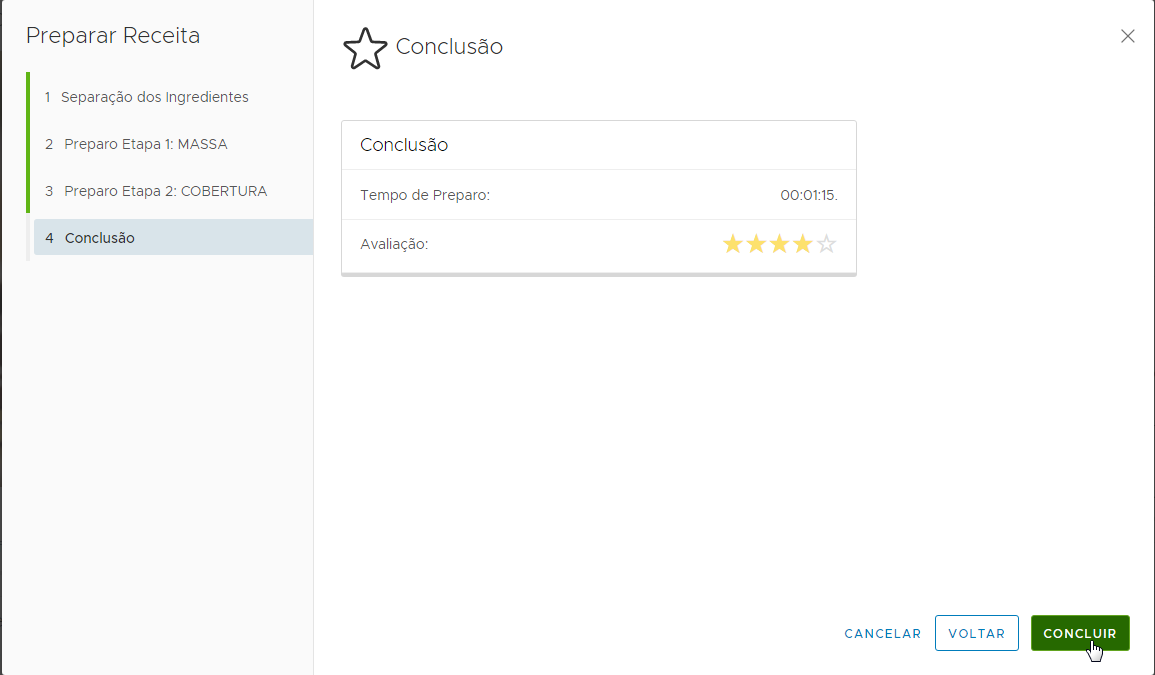 Preparar Receita
1 Separação dos Ingredientes
2 Preparo Etapa 1: MASSA
3 Preparo Etapa 2: COBERTURA
4 Conclusão
Conclusão
Conclusão
Tempo de Preparo: 00:01:15.
Avaliação:
CANCELAR VOLTAR CONCLUIR